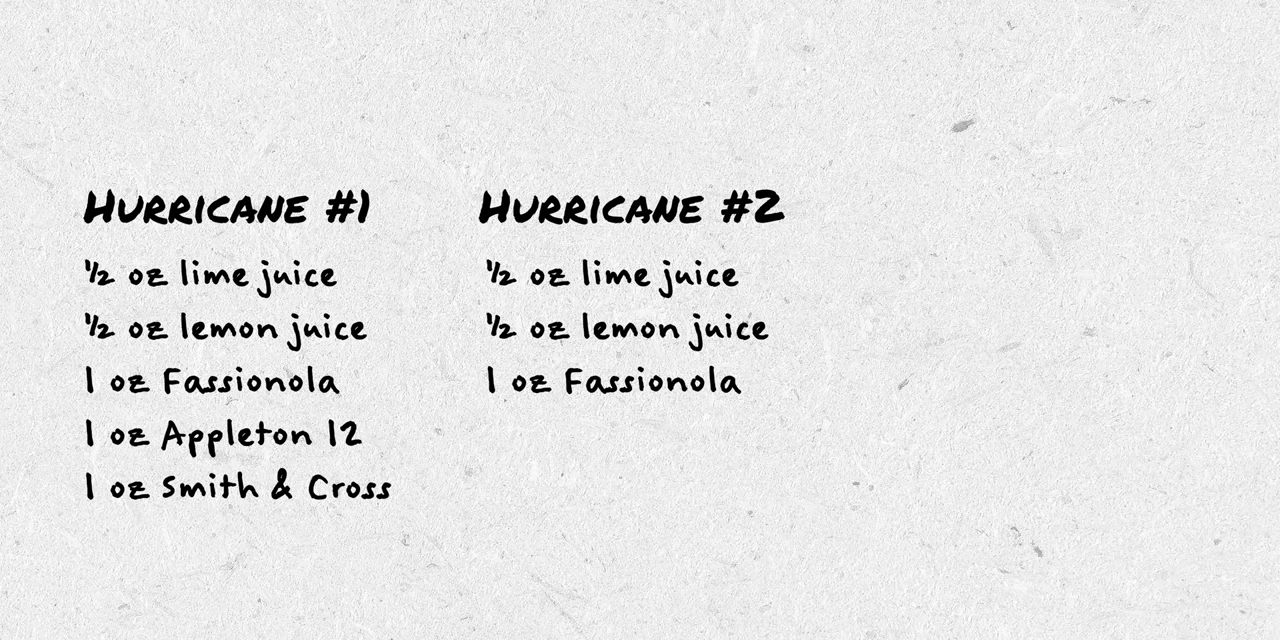 HURRICANE #1
½ oz lime juice
½ oz lemon juice
1 oz Fassionola
1 oz Appleton 12
1 oz Smith & Cross
HURRICANE #2
½ oz lime juice
½ oz lemon juice
1 oz Fassionola